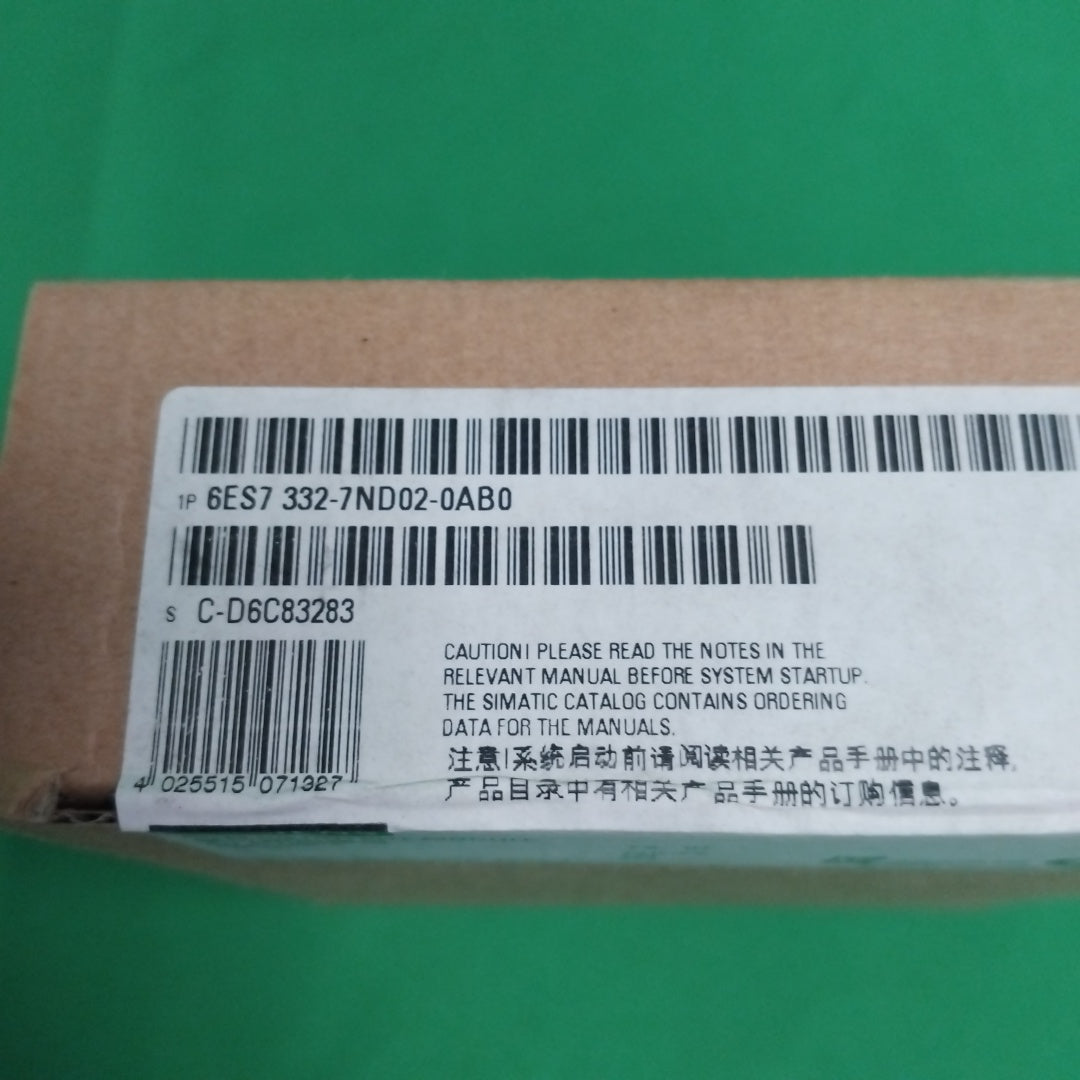 1P 6ES7 332-7ND02-0AB0
S C-D6C83283
CAUTION! PLEASE READ THE NOTES IN THE
RELEVANT MANUAL BEFORE SYSTEM STARTUP.
THE SIMATIC CATALOG CONTAINS ORDERING
DATA FOR THE MANUALS.
注意!系统启动前请阅读相关产品手册中的注释.
产品目录中有相关产品手册的订购信息。
4 025515 071327